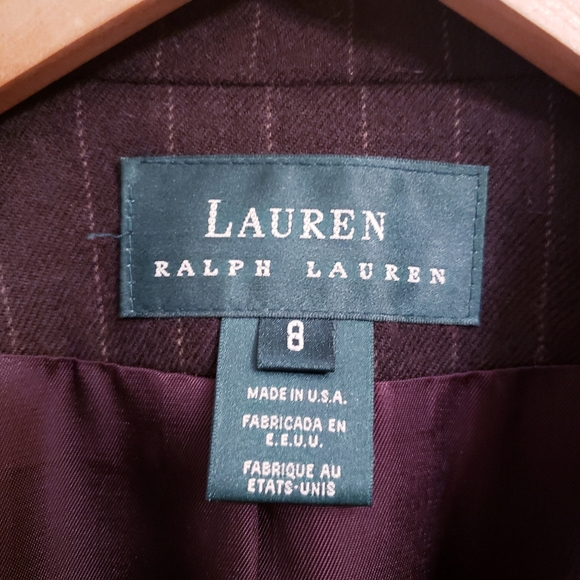 LAUREN
RALPH LAUREN
8
MADE IN U.S.A.
FABRICADA EN
E.E.U.U.
FABRIQUE AU
ETATS-UNIS